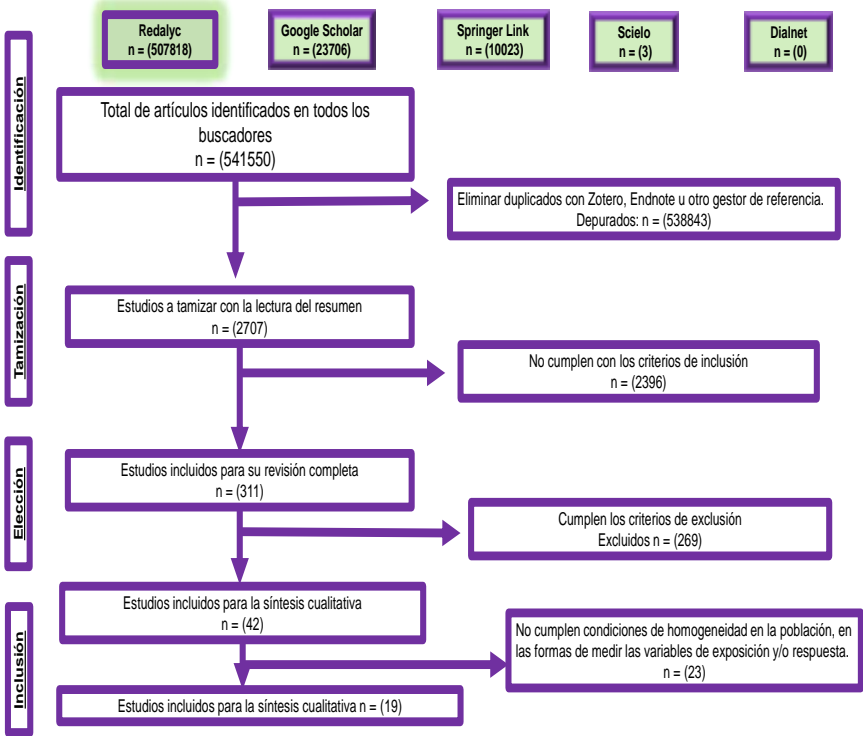 Redalyc
n = (507818)
Google Scholar
n = (23706)
Springer Link
n = (10023)
Scielo
n = (3)
Dialnet
n = (0)
Identificación
Total de artículos identificados en todos los
buscadores
n = (541550)
Eliminar duplicados con Zotero, Endnote u otro gestor de referencia.
Depurados: n = (538843)
Tamización
Estudios a tamizar con la lectura del resumen
n = (2707)
No cumplen con los criterios de inclusión
n = (2396)
Elección
Estudios incluidos para su revisión completa
n = (311)
Cumplen los criterios de exclusión
Excluidos n = (269)
Inclusión
Estudios incluidos para la síntesis cualitativa
n = (42)
No cumplen condiciones de homogeneidad en la población, en
las formas de medir las variables de exposición y/o respuesta.
n = (23)
Estudios incluidos para la síntesis cualitativa n = (19)